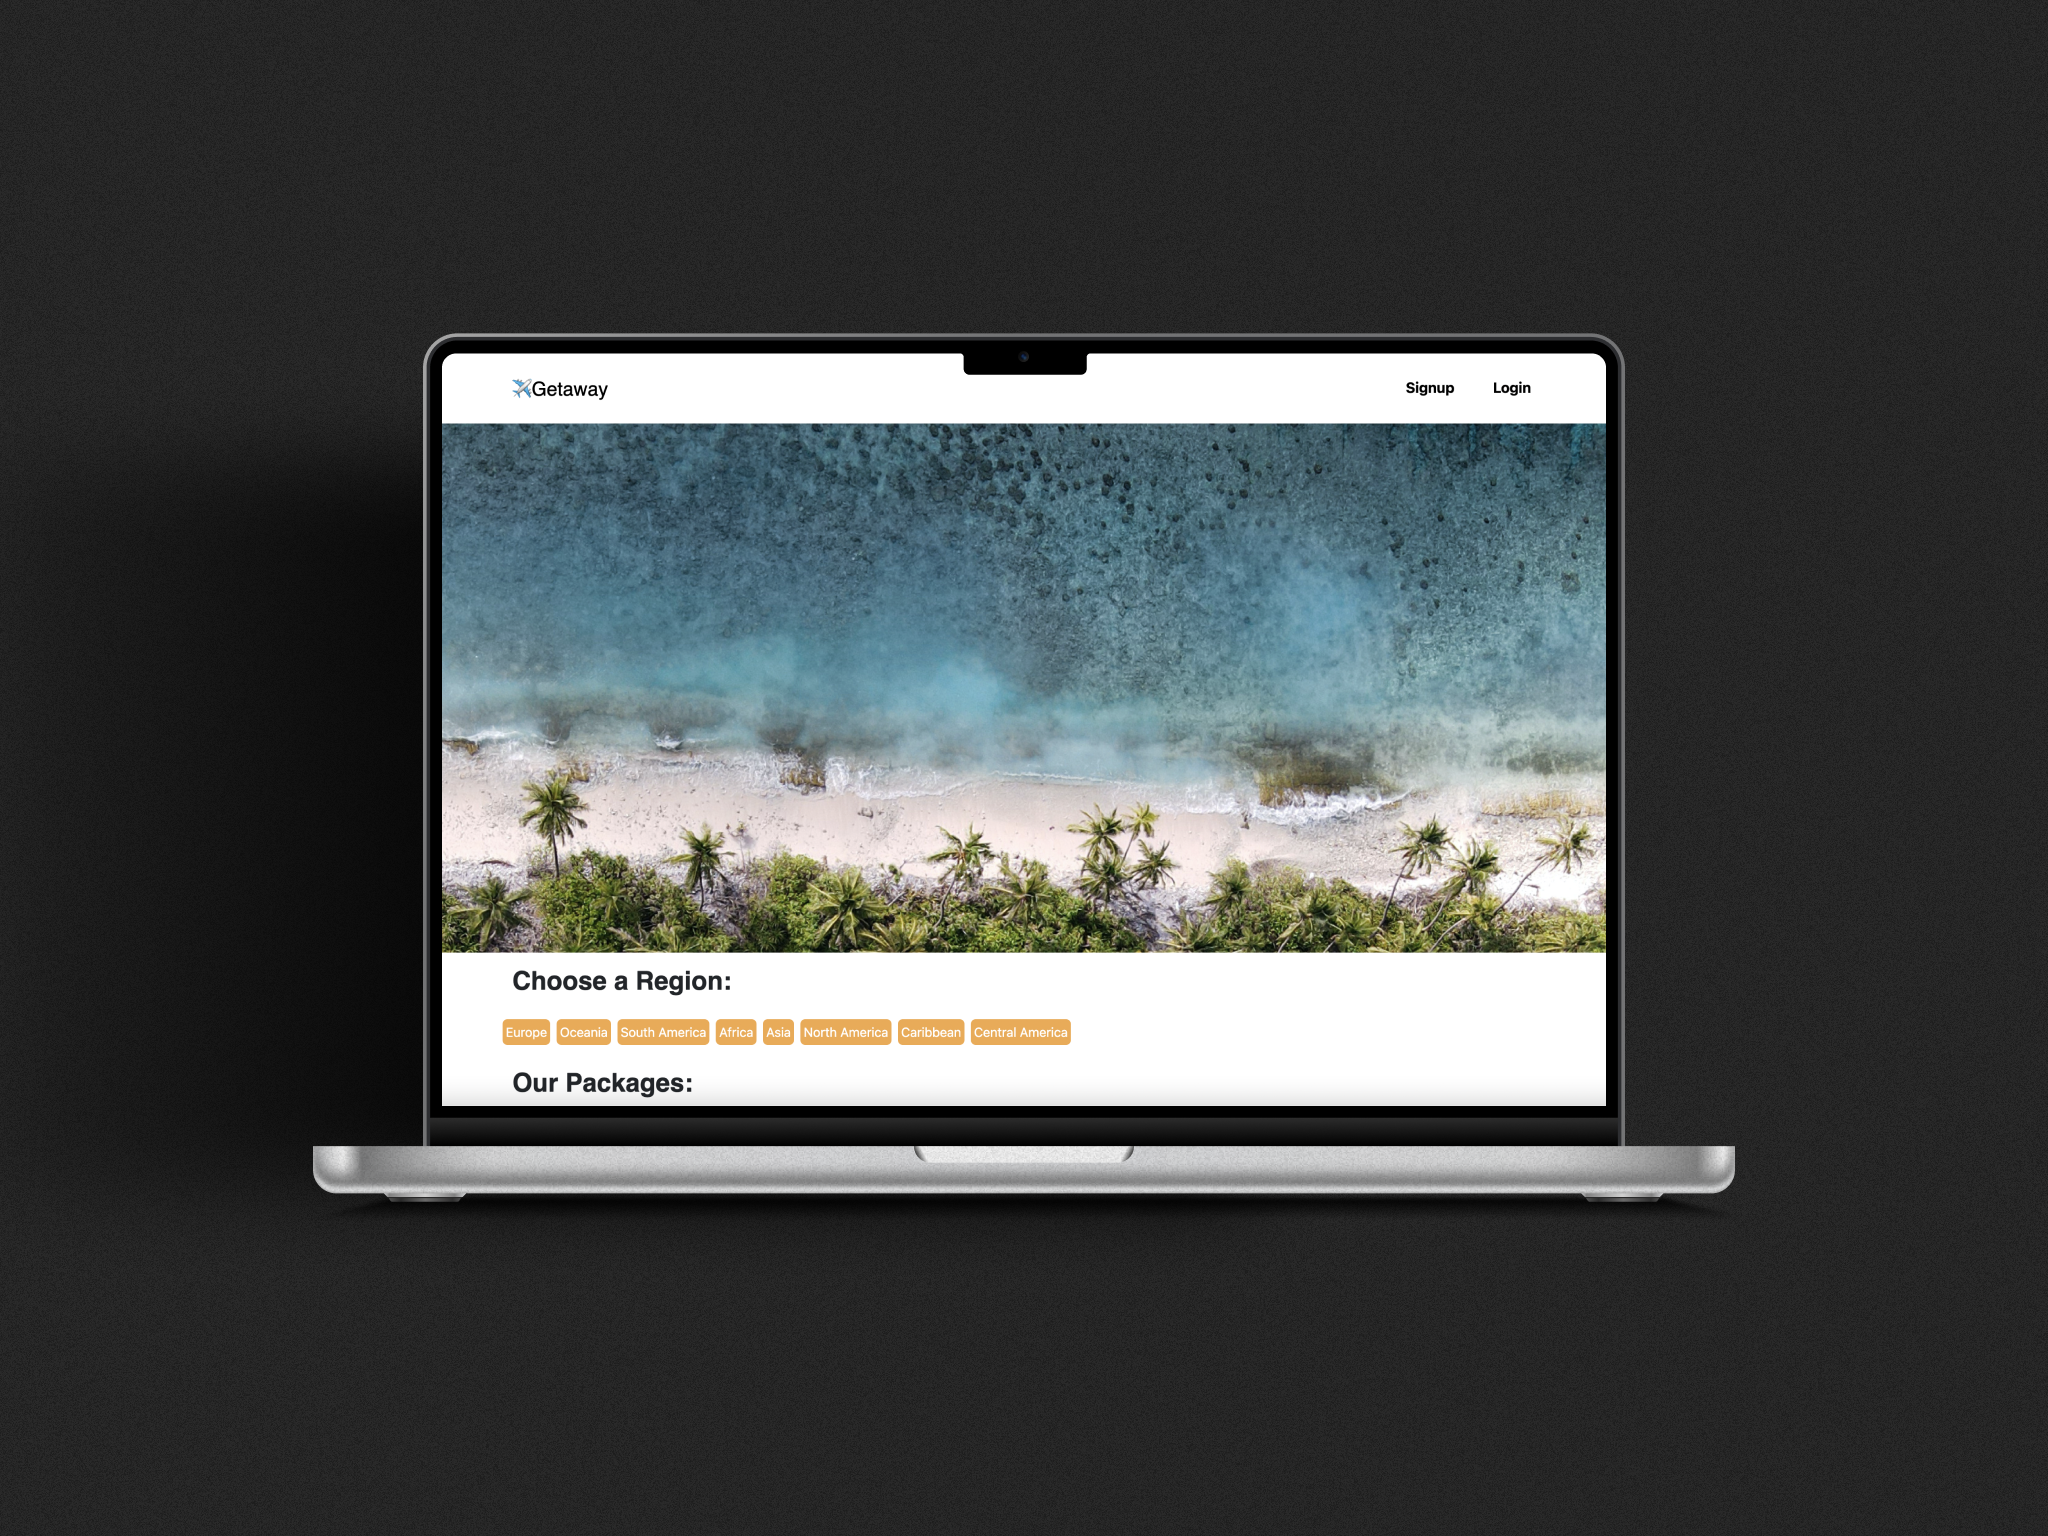 ✈️Getaway
Signup Login
Choose a Region:
Europe Oceania South America Africa Asia North America Caribbean Central America
Our Packages: